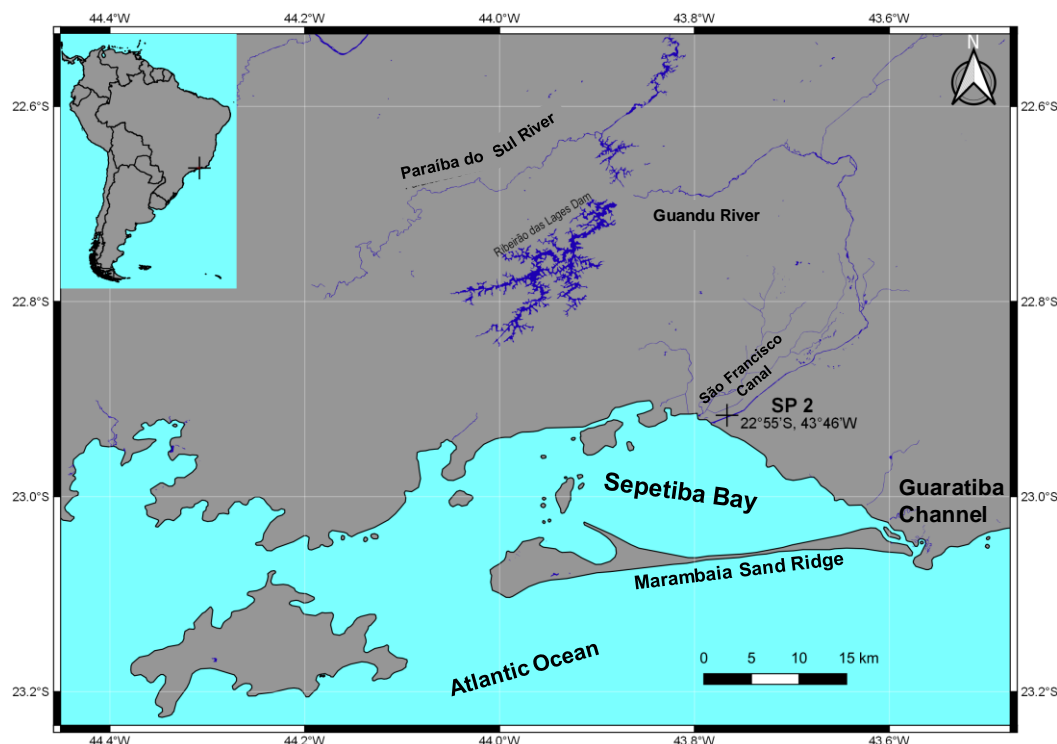 44.4°W 44.2°W 44.0°W 43.8°W 43.6°W
N
22.6°S 22.6°S
Paraíba do Sul River
Ribeirão das Lages Dam
Guandu River
22.8°S 22.8°S
São Francisco
Canal
SP 2
22°55'S, 43°46'W
Sepetiba Bay
Guaratiba
Channel
23.0°S 23.0°S
Marambaia Sand Ridge
Atlantic Ocean
0 5 10 15 km
23.2°S 23.2°S
44.4°W 44.2°W 44.0°W 43.8°W 43.6°W